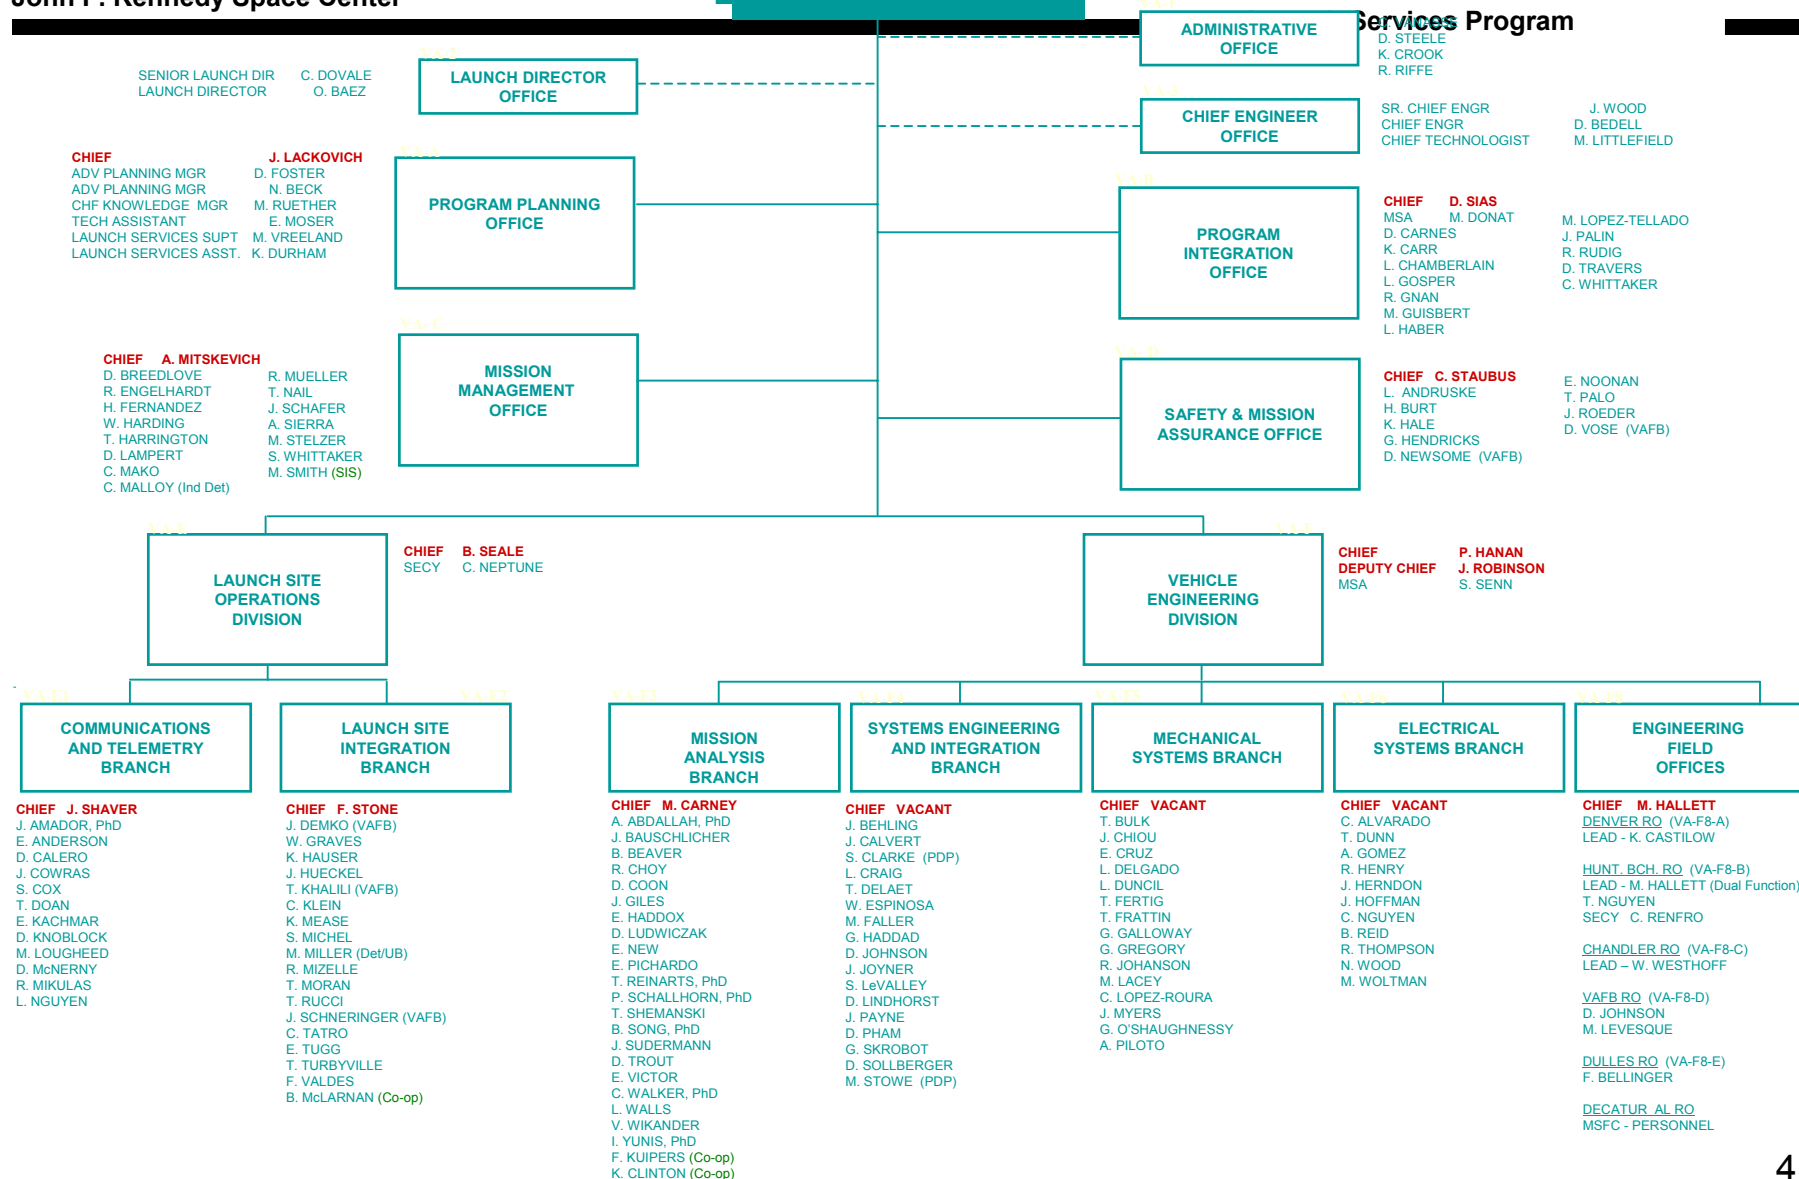 John F. Kennedy Space Center
Services Program
VA-2
LAUNCH DIRECTOR
OFFICE
SENIOR LAUNCH DIR C. DOVALE
LAUNCH DIRECTOR O. BAEZ
ADMINISTRATIVE
OFFICE
C. VANASSE
D. STEELE
K. CROOK
R. RIFFE
CHIEF ENGINEER
OFFICE
SR. CHIEF ENGR J. WOOD
CHIEF ENGR D. BEDELL
CHIEF TECHNOLOGIST M. LITTLEFIELD
CHIEF J. LACKOVICH
ADV PLANNING MGR D. FOSTER
ADV PLANNING MGR N. BECK
CHF KNOWLEDGE MGR M. RUETHER
TECH ASSISTANT E. MOSER
LAUNCH SERVICES SUPT M. VREELAND
LAUNCH SERVICES ASST. K. DURHAM
PROGRAM PLANNING
OFFICE
PROGRAM
INTEGRATION
OFFICE
CHIEF D. SIAS
MSA M. DONAT
D. CARNES
K. CARR
L. CHAMBERLAIN
L. GOSPER
R. GNAN
M. GUISBERT
L. HABER
M. LOPEZ-TELLADO
J. PALIN
R. RUDIG
D. TRAVERS
C. WHITTAKER
CHIEF A. MITSKEVICH
D. BREEDLOVE
R. ENGELHARDT
H. FERNANDEZ
W. HARDING
T. HARRINGTON
D. LAMPERT
C. MAKO
C. MALLOY (Ind Det)
R. MUELLER
T. NAIL
J. SCHAFER
A. SIERRA
M. STELZER
S. WHITTAKER
M. SMITH (SIS)
MISSION
MANAGEMENT
OFFICE
SAFETY & MISSION
ASSURANCE OFFICE
CHIEF C. STAUBUS
L. ANDRUSKE
H. BURT
K. HALE
G. HENDRICKS
D. NEWSOME (VAFB)
E. NOONAN
T. PALO
J. ROEDER
D. VOSE (VAFB)
LAUNCH SITE
OPERATIONS
DIVISION
CHIEF B. SEALE
SECY C. NEPTUNE
VEHICLE
ENGINEERING
DIVISION
CHIEF P. HANAN
DEPUTY CHIEF J. ROBINSON
MSA S. SENN
VA-E1
COMMUNICATIONS
AND TELEMETRY
BRANCH
CHIEF J. SHAVER
J. AMADOR, PhD
E. ANDERSON
D. CALERO
J. COWRAS
S. COX
T. DOAN
E. KACHMAR
D. KNOBLOCK
M. LOUGHEED
D. McNERNY
R. MIKULAS
L. NGUYEN
VA-E2
LAUNCH SITE
INTEGRATION
BRANCH
CHIEF F. STONE
J. DEMKO (VAFB)
W. GRAVES
K. HAUSER
J. HUECKEL
T. KHALILI (VAFB)
C. KLEIN
K. MEASE
S. MICHEL
M. MILLER (Det/UB)
R. MIZELLE
T. MORAN
T. RUCCI
J. SCHNERINGER (VAFB)
C. TATRO
E. TUGG
T. TURBYVILLE
F. VALDES
B. McLARNAN (Co-op)
MISSION
ANALYSIS
BRANCH
CHIEF M. CARNEY
A. ABDALLAH, PhD
J. BAUSCHLICHER
B. BEAVER
R. CHOY
D. COON
J. GILES
E. HADDOX
D. LUDWICZAK
E. NEW
E. PICHARDO
T. REINARTS, PhD
P. SCHALLHORN, PhD
T. SHEMANSKI
B. SONG, PhD
J. SUDERMANN
D. TROUT
E. VICTOR
C. WALKER, PhD
L. WALLS
V. WIKANDER
I. YUNIS, PhD
F. KUIPERS (Co-op)
K. CLINTON (Co-op)
SYSTEMS ENGINEERING
AND INTEGRATION
BRANCH
CHIEF VACANT
J. BEHLING
J. CALVERT
S. CLARKE (PDP)
L. CRAIG
T. DELAET
W. ESPINOSA
M. FALLER
G. HADDAD
D. JOHNSON
J. JOYNER
S. LeVALLEY
D. LINDHORST
J. PAYNE
D. PHAM
G. SKROBOT
D. SOLLBERGER
M. STOWE (PDP)
VA-F5
MECHANICAL
SYSTEMS BRANCH
CHIEF VACANT
T. BULK
J. CHIOU
E. CRUZ
L. DELGADO
L. DUNCIL
T. FERTIG
T. FRATTIN
G. GALLOWAY
G. GREGORY
R. JOHANSON
M. LACEY
C. LOPEZ-ROURA
J. MYERS
G. O'SHAUGHNESSY
A. PILOTO
VA-F6
ELECTRICAL
SYSTEMS BRANCH
CHIEF VACANT
C. ALVARADO
T. DUNN
A. GOMEZ
R. HENRY
J. HERNDON
J. HOFFMAN
C. NGUYEN
B. REID
R. THOMPSON
N. WOOD
M. WOLTMAN
VA-F8
ENGINEERING
FIELD
OFFICES
CHIEF M. HALLETT
DENVER RO (VA-F8-A)
LEAD - K. CASTILOW
HUNT. BCH. RO (VA-F8-B)
LEAD - M. HALLETT (Dual Function)
T. NGUYEN
SECY C. RENFRO
CHANDLER RO (VA-F8-C)
LEAD – W. WESTHOFF
VAFB RO (VA-F8-D)
D. JOHNSON
M. LEVESQUE
DULLES RO (VA-F8-E)
F. BELLINGER
DECATUR AL RO
MSFC - PERSONNEL
4